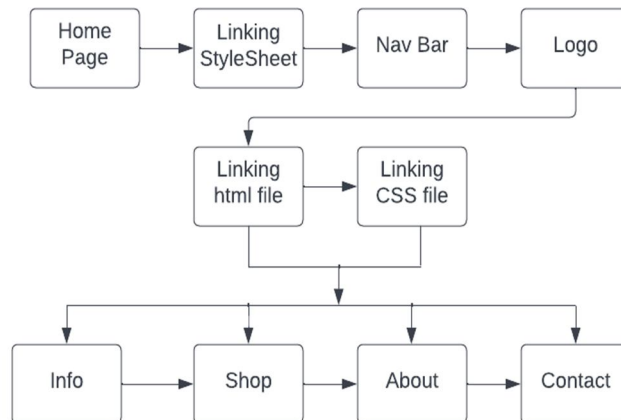 Home
Page
Linking
StyleSheet
Nav Bar
Logo
Linking
html file
Linking
CSS file
Info
Shop
About
Contact